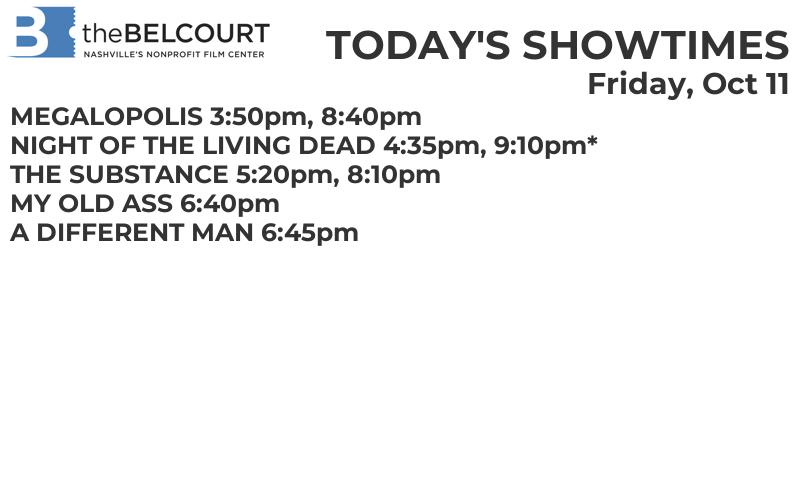 B theBELCOURT
NASHVILLE'S NONPROFIT FILM CENTER
TODAY'S SHOWTIMES
Friday, Oct 11
MEGALOPOLIS 3:50pm, 8:40pm
NIGHT OF THE LIVING DEAD 4:35pm, 9:10pm*
THE SUBSTANCE 5:20pm, 8:10pm
MY OLD ASS 6:40pm
A DIFFERENT MAN 6:45pm